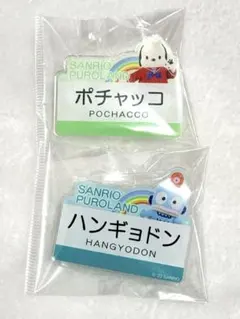 SANRIO
PUROLAND
ポチャッコ
POCHACCO
SANRIO
PUROLAND
ハンギョドン
HANGYODON